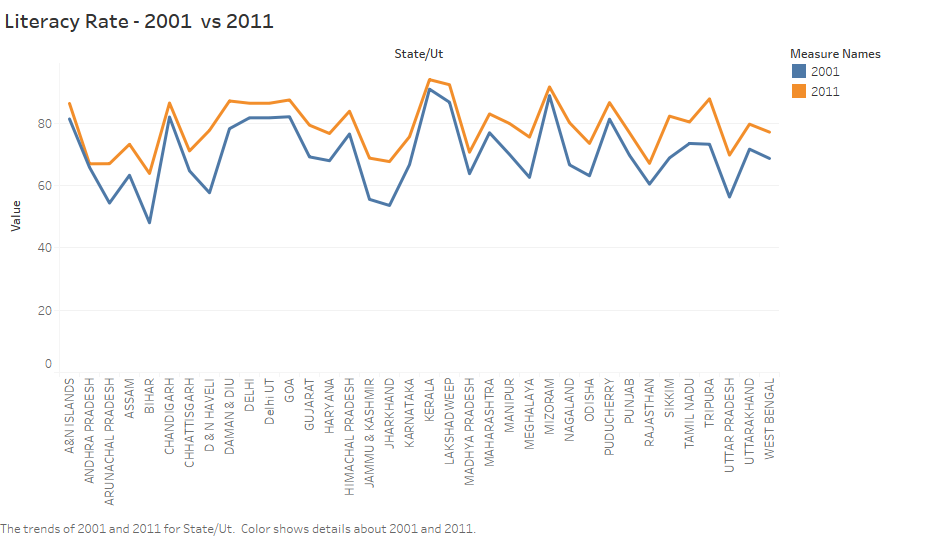 Literacy Rate - 2001  vs 2011
State/Ut
Measure Names
2001
2011
Value
80
60
40
20
0
A&N ISLANDS
ANDHRA PRADESH
ARUNACHAL PRADESH
ASSAM
BIHAR
CHANDIGARH
CHHATTISGARH
D & N HAVELI
DAMAN & DIU
DELHI
Delhi UT
GOA
GUJARAT
HARYANA
HIMACHAL PRADESH
JAMMU & KASHMIR
JHARKHAND
KARNATAKA
KERALA
LAKSHADWEEP
MADHYA PRADESH
MAHARASHTRA
MANIPUR
MEGHALAYA
MIZORAM
NAGALAND
ODISHA
PUDUCHERRY
PUNJAB
RAJASTHAN
SIKKIM
TAMIL NADU
TRIPURA
UTTAR PRADESH
UTTARAKHAND
WEST BENGAL
The trends of 2001 and 2011 for State/Ut.  Color shows details about 2001 and 2011.